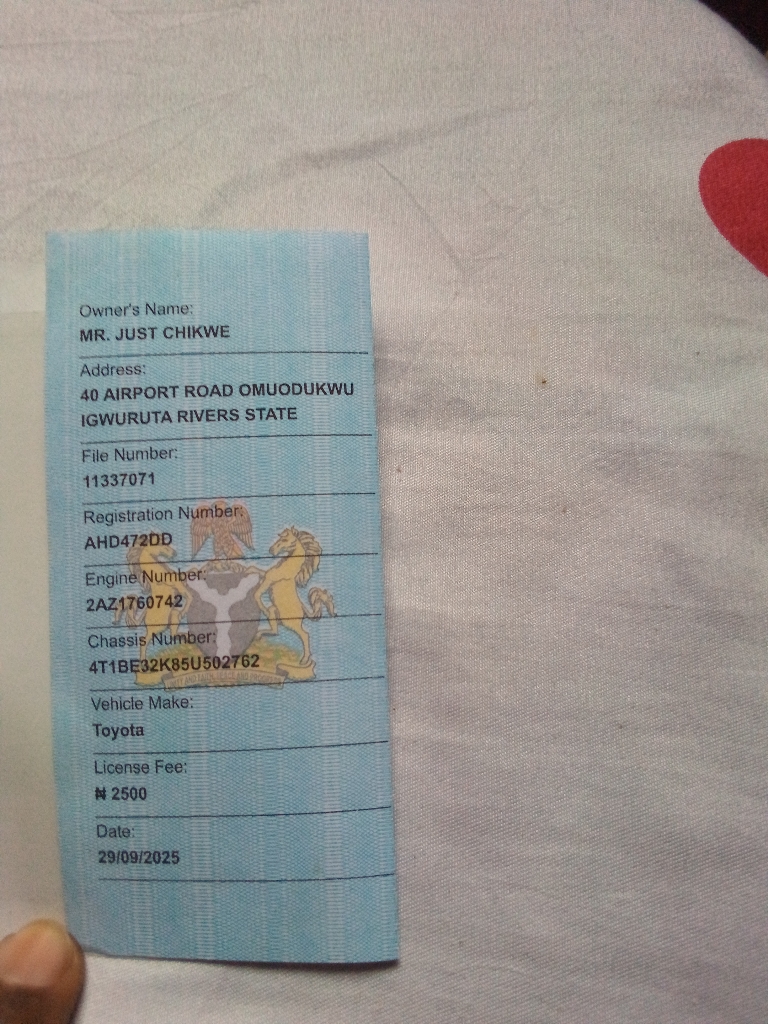 Owner's Name:
MR. JUST CHIKWE
Address:
40 AIRPORT ROAD OMUODUKWU
IGWURUTA RIVERS STATE
File Number:
11337071
Registration Number:
AHD472DD
Engine Number:
2AZ1760742
Chassis Number:
4T1BE32K85U502762
Vehicle Make:
Toyota
License Fee:
₦ 2500
Date:
29/09/2025